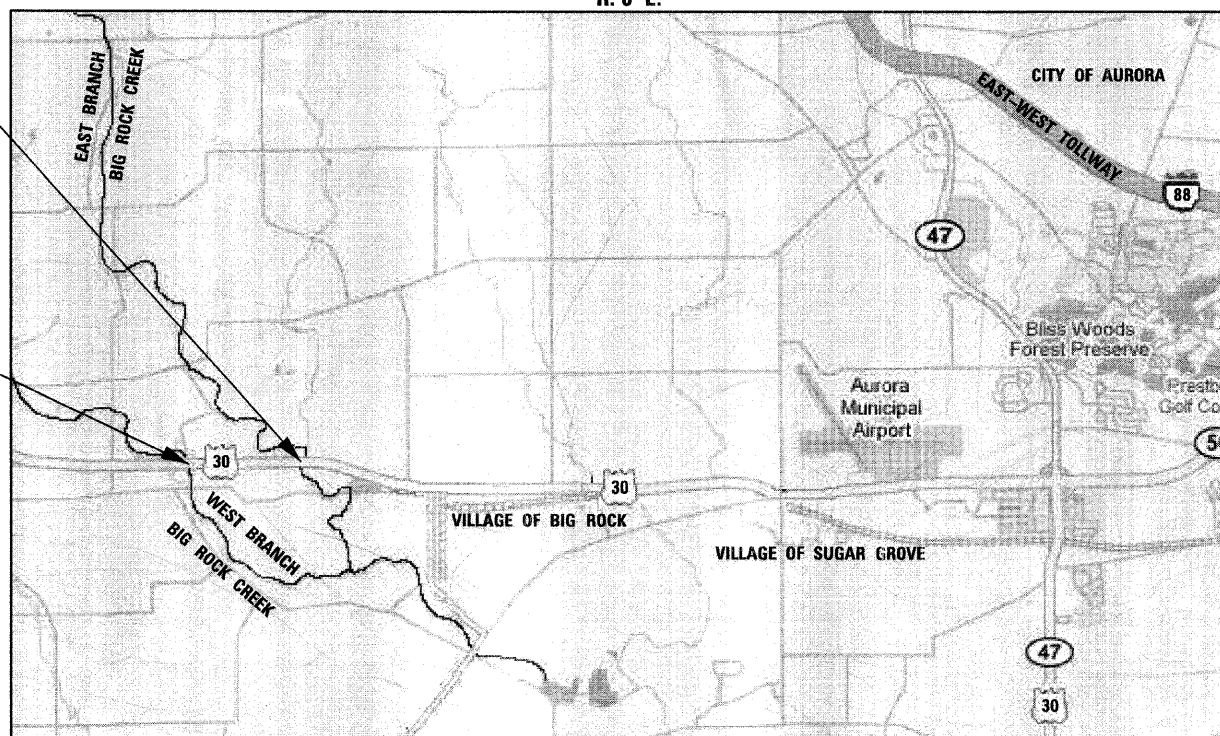 CITY OF AURORA
EAST BRANCH
BIG ROCK CREEK
EAST-WEST TOLLWAY
88
47
Bliss Woods
Forest Preserve
Aurora
Municipal
Airport
Golf
30
30
WEST BRANCH
BIG ROCK CREEK
VILLAGE OF BIG ROCK
VILLAGE OF SUGAR GROVE
47
30